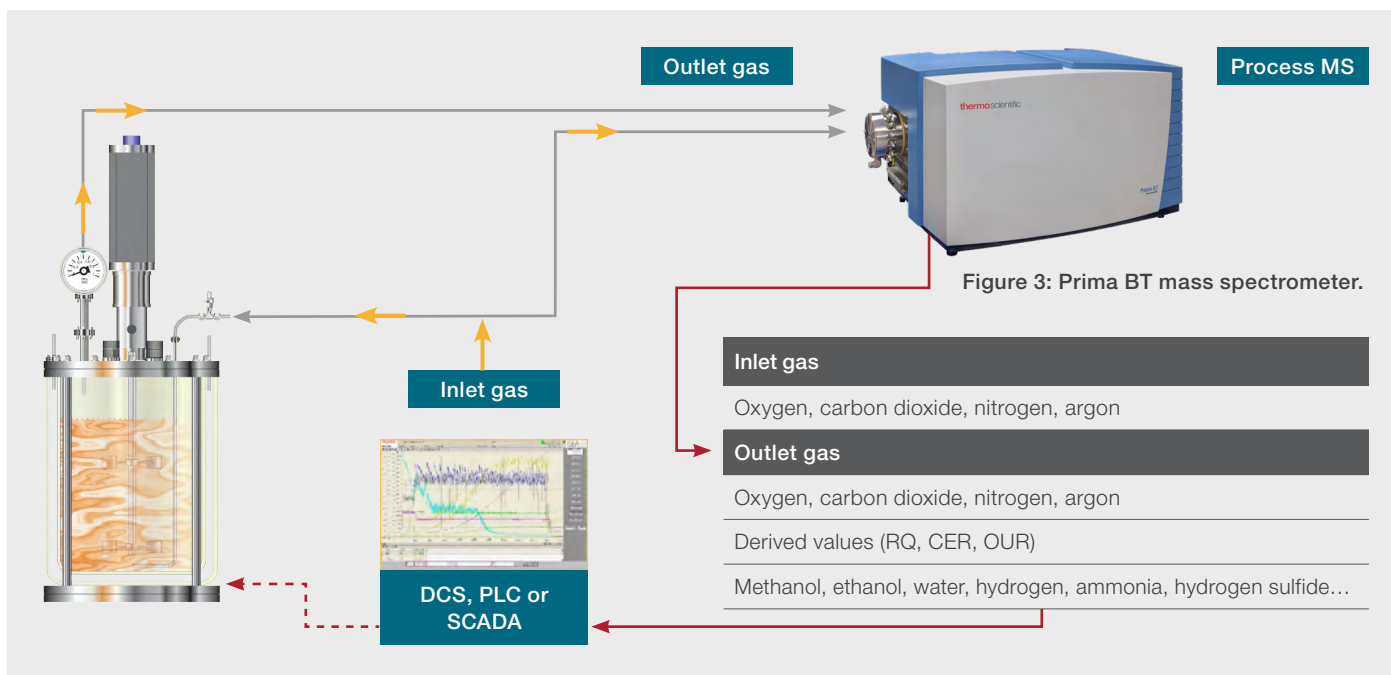 Outlet gas
Process MS
thermoscientific
Prima BT
Figure 3: Prima BT mass spectrometer.
Inlet gas
Inlet gas
Oxygen, carbon dioxide, nitrogen, argon
Outlet gas
Oxygen, carbon dioxide, nitrogen, argon
Derived values (RQ, CER, OUR)
Methanol, ethanol, water, hydrogen, ammonia, hydrogen sulfide…
DCS, PLC or
SCADA